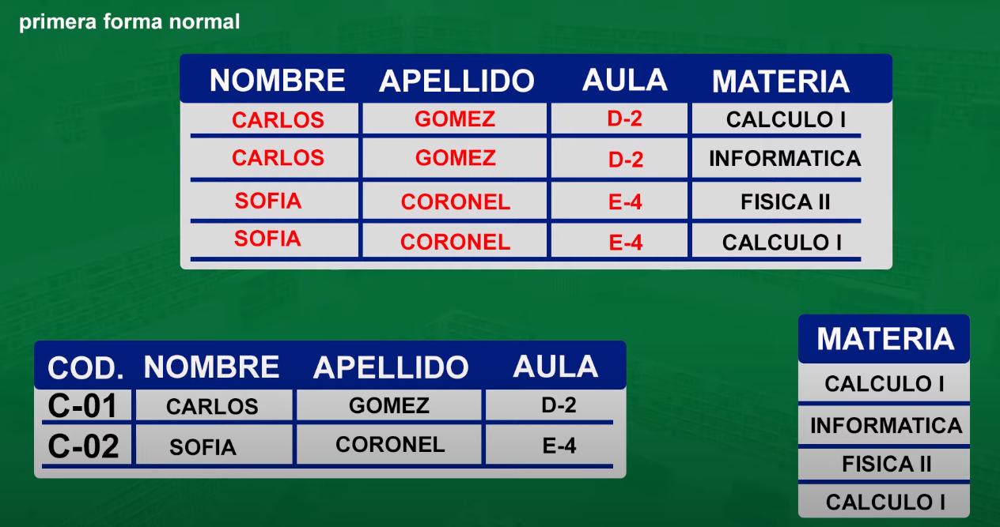 primera forma normal
NOMBRE APELLIDO AULA MATERIA
CARLOS GOMEZ D-2 CALCULO I
CARLOS GOMEZ D-2 INFORMATICA
SOFIA CORONEL E-4 FISICA II
SOFIA CORONEL E-4 CALCULO I
COD. NOMBRE APELLIDO AULA
C-01 CARLOS GOMEZ D-2
C-02 SOFIA CORONEL E-4
MATERIA
CALCULO I
INFORMATICA
FISICA II
CALCULO I